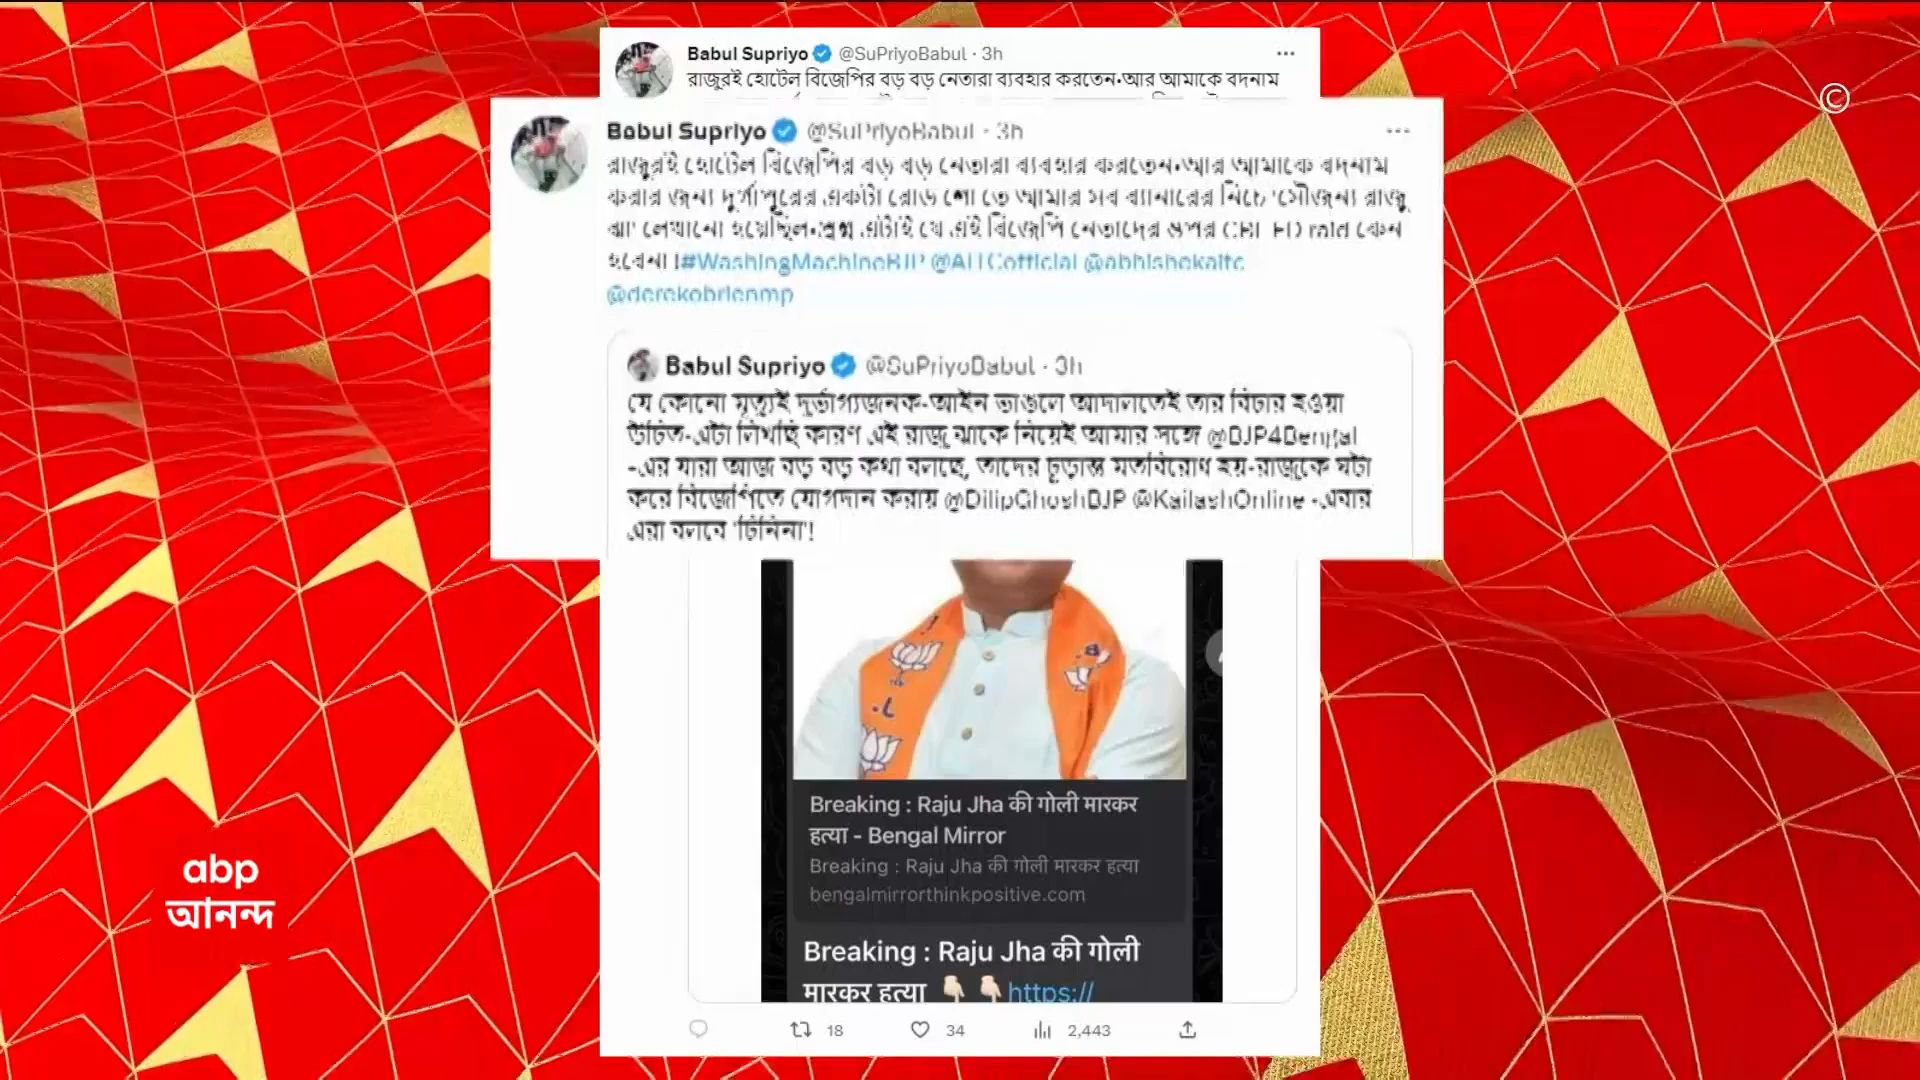 Babul Supriyo @SuPriyoBabul · 3h
রাজুরই হোটেল বিজেপির বড় বড় নেতারা ব্যবহার করতেন•আর আমাকে বদনাম
©
Babul Supriyo @SuPriyoBabul · 3h
রাজুরই হোটেল বিজেপির বড় বড় নেতারা ব্যবহার করতেন•আর আমাকে বদনাম
করার জন্য দুর্গাপুরের একটা রোড শো তে আমার সব ব্যানারের নিচে 'সৌজন্য রাজু
ঝা' লেখানো হয়েছিল•প্রশ্ন এটাই যে এই বিজেপি নেতাদের ওপর CBI ED raid কেন
হবেনা !#WashingMachineBJP @AITCofficial @abhishekaitc
@derekobrienmp
Babul Supriyo @SuPriyoBabul · 3h
যে কোনো মৃত্যুই দুর্ভাগ্যজনক-আইন ভাঙলে আদালতেই তার বিচার হওয়া
উচিত-এটা লিখছি কারণ এই রাজু ঝাকে নিয়েই আমার সঙ্গে @BJP4Bengal
-এর যারা আজ বড় বড় কথা বলছে, তাদের চূড়ান্ত মতবিরোধ হয়-রাজুকে ঘটা
করে বিজেপিতে যোগদান করায় @DilipGhoshBJP @KailashOnline -এবার
এরা বলবে 'চিনিনা'!
Breaking : Raju Jha की गोली मारकर
हत्या - Bengal Mirror
Breaking : Raju Jha की गोली मारकर हत्या
bengalmirrorthinkpositive.com
Breaking : Raju Jha की गोली
मारकर हत्या 👇🏻 👇🏻 https://
18 34 2,443
abp
আনন্দ